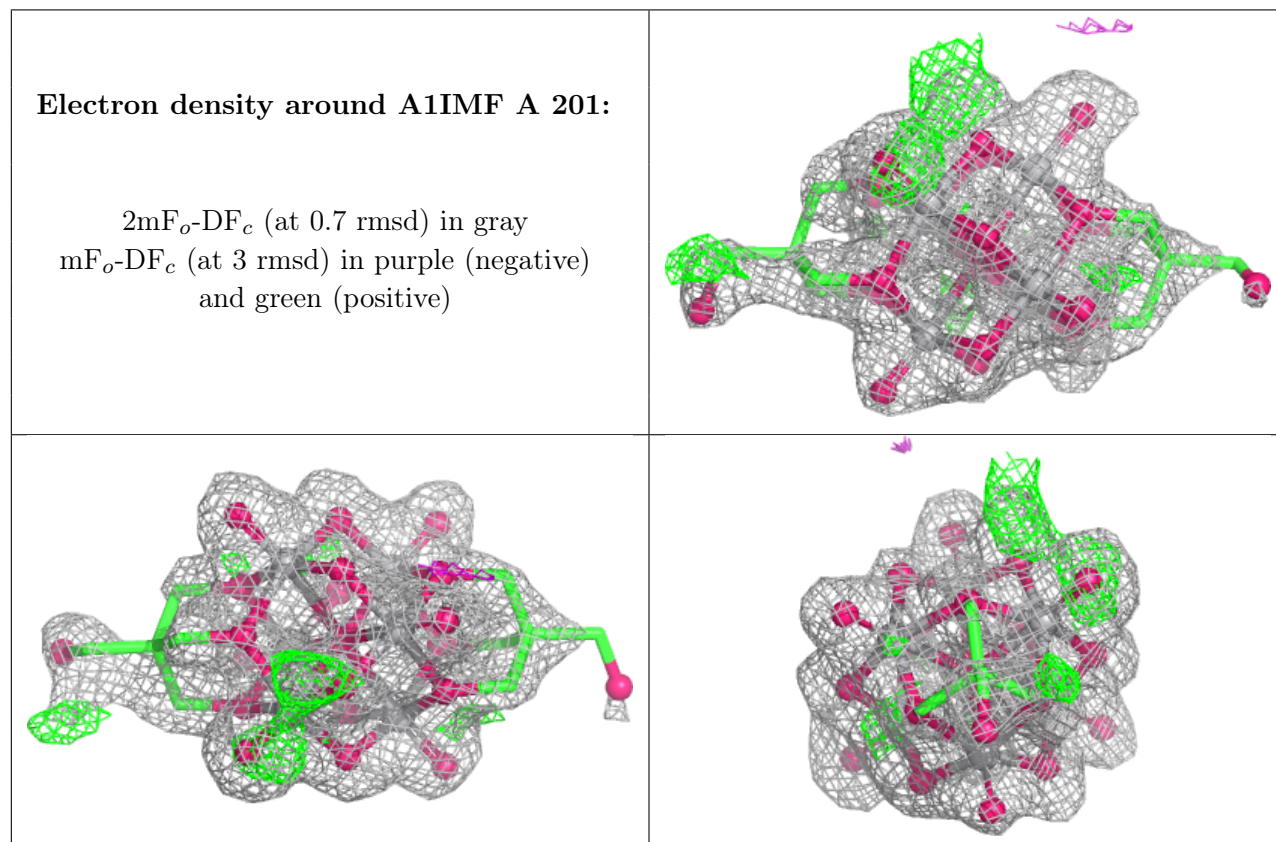 Electron density around A1IMF A 201:
2mFo-DFc (at 0.7 rmsd) in gray
mFo-DFc (at 3 rmsd) in purple (negative)
and green (positive)